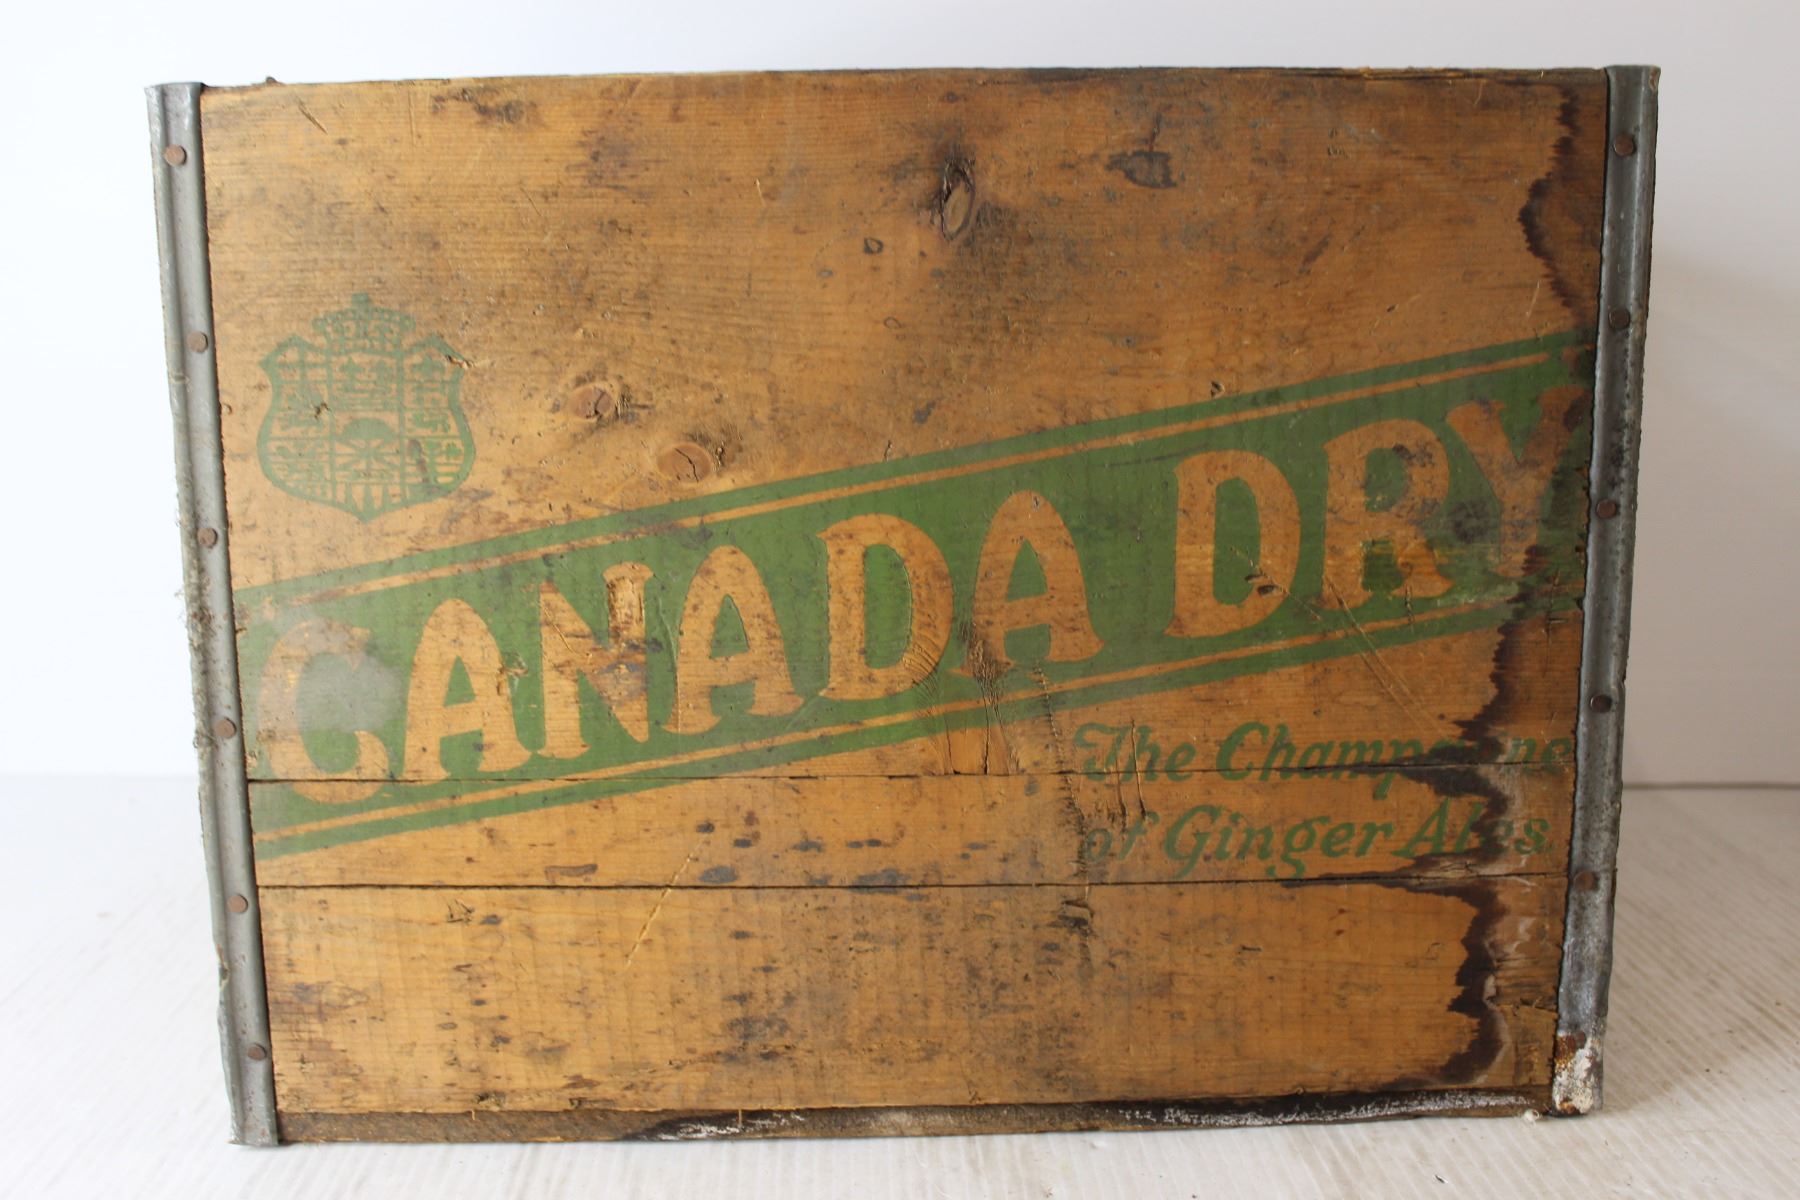 CANADA DRY
The Champagne
of Ginger Ales.